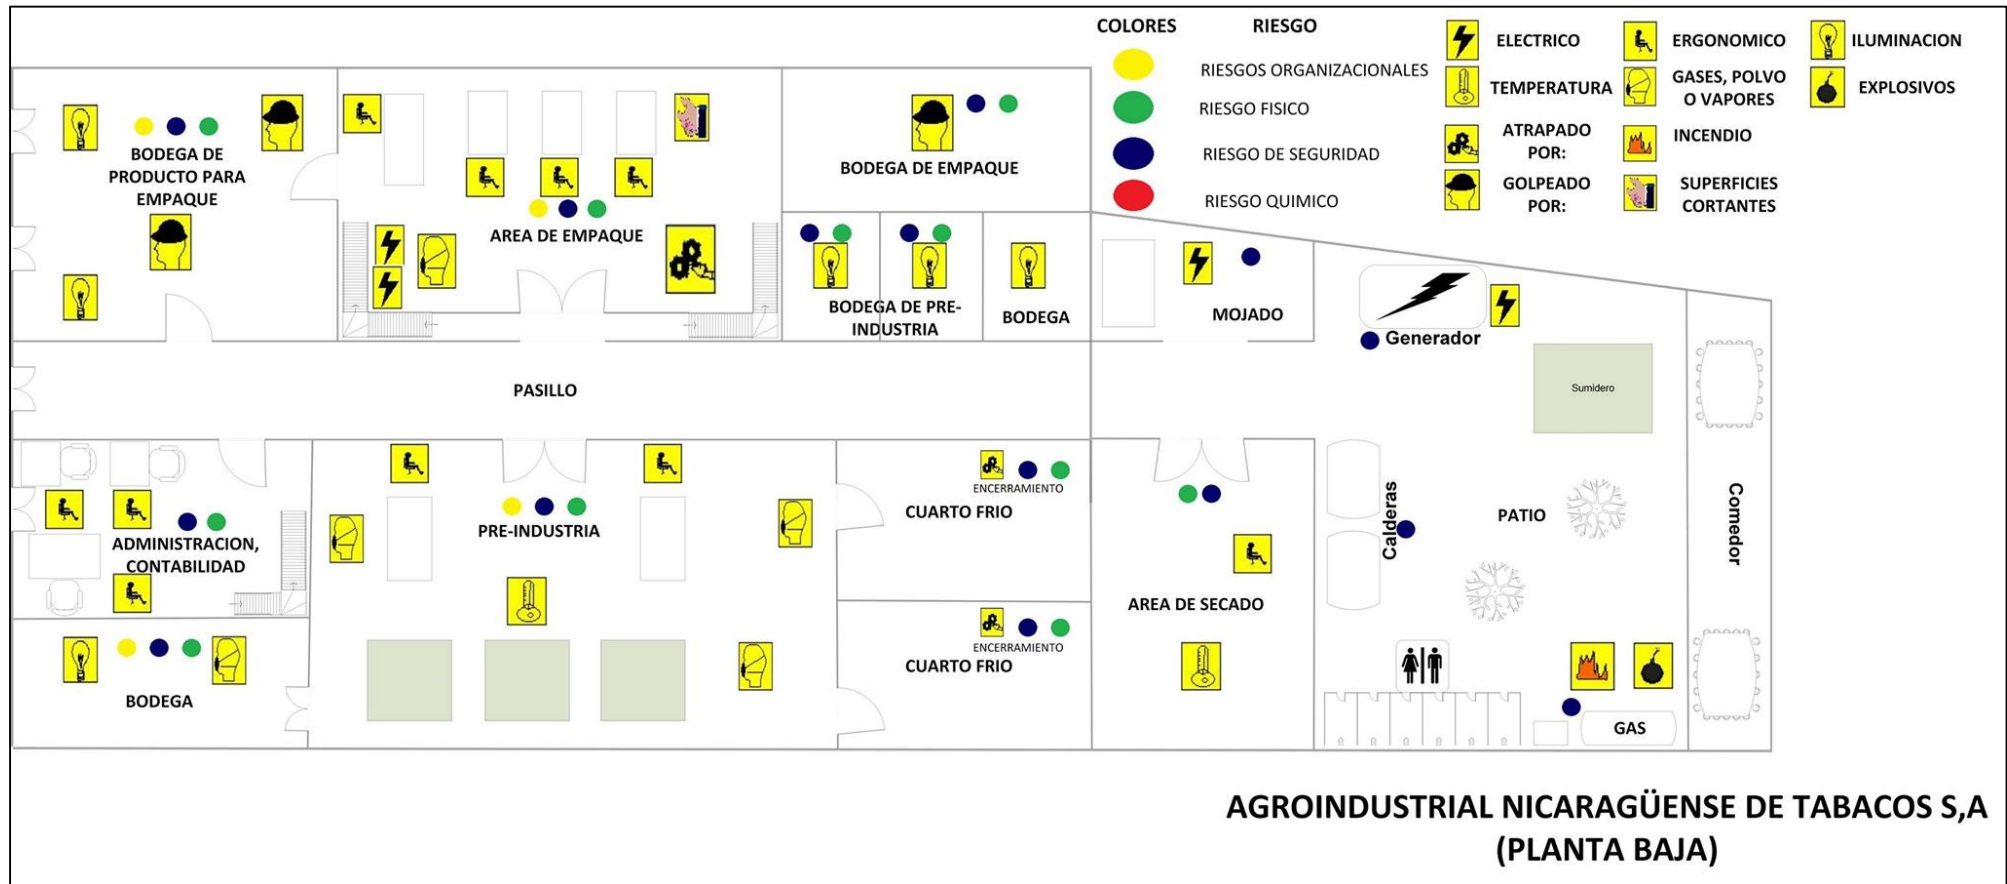 COLORES
RIESGO
RIESGOS ORGANIZACIONALES
RIESGO FISICO
RIESGO DE SEGURIDAD
RIESGO QUIMICO
ELECTRICO
ERGONOMICO
ILUMINACION
TEMPERATURA
GASES, POLVO
O VAPORES
EXPLOSIVOS
ATRAPADO
POR:
INCENDIO
GOLPEADO
POR:
SUPERFICIES
CORTANTES
BODEGA DE
PRODUCTO PARA
EMPAQUE
AREA DE EMPAQUE
BODEGA DE EMPAQUE
BODEGA DE PRE-
INDUSTRIA
BODEGA
MOJADO
Generador
Sumidero
PASILLO
ADMINISTRACION,
CONTABILIDAD
PRE-INDUSTRIA
ENCERRAMIENTO
CUARTO FRIO
ENCERRAMIENTO
CUARTO FRIO
AREA DE SECADO
Calderas
PATIO
Comedor
BODEGA
GAS
AGROINDUSTRIAL NICARAGÜENSE DE TABACOS S,A
(PLANTA BAJA)